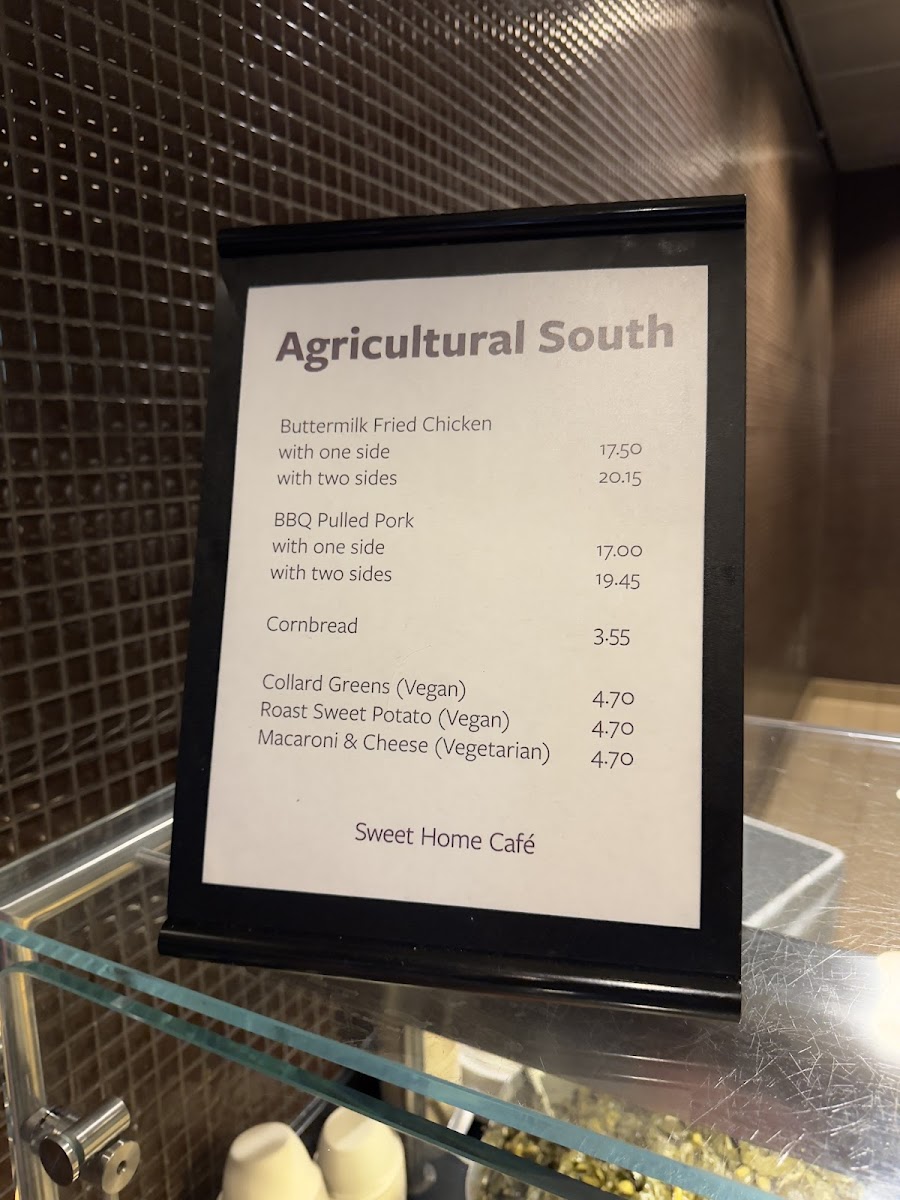 Agricultural South
Buttermilk Fried Chicken
with one side 17.50
with two sides 20.15
BBQ Pulled Pork
with one side 17.00
with two sides 19.45
Cornbread 3.55
Collard Greens (Vegan) 4.70
Roast Sweet Potato (Vegan) 4.70
Macaroni & Cheese (Vegetarian) 4.70
Sweet Home Café